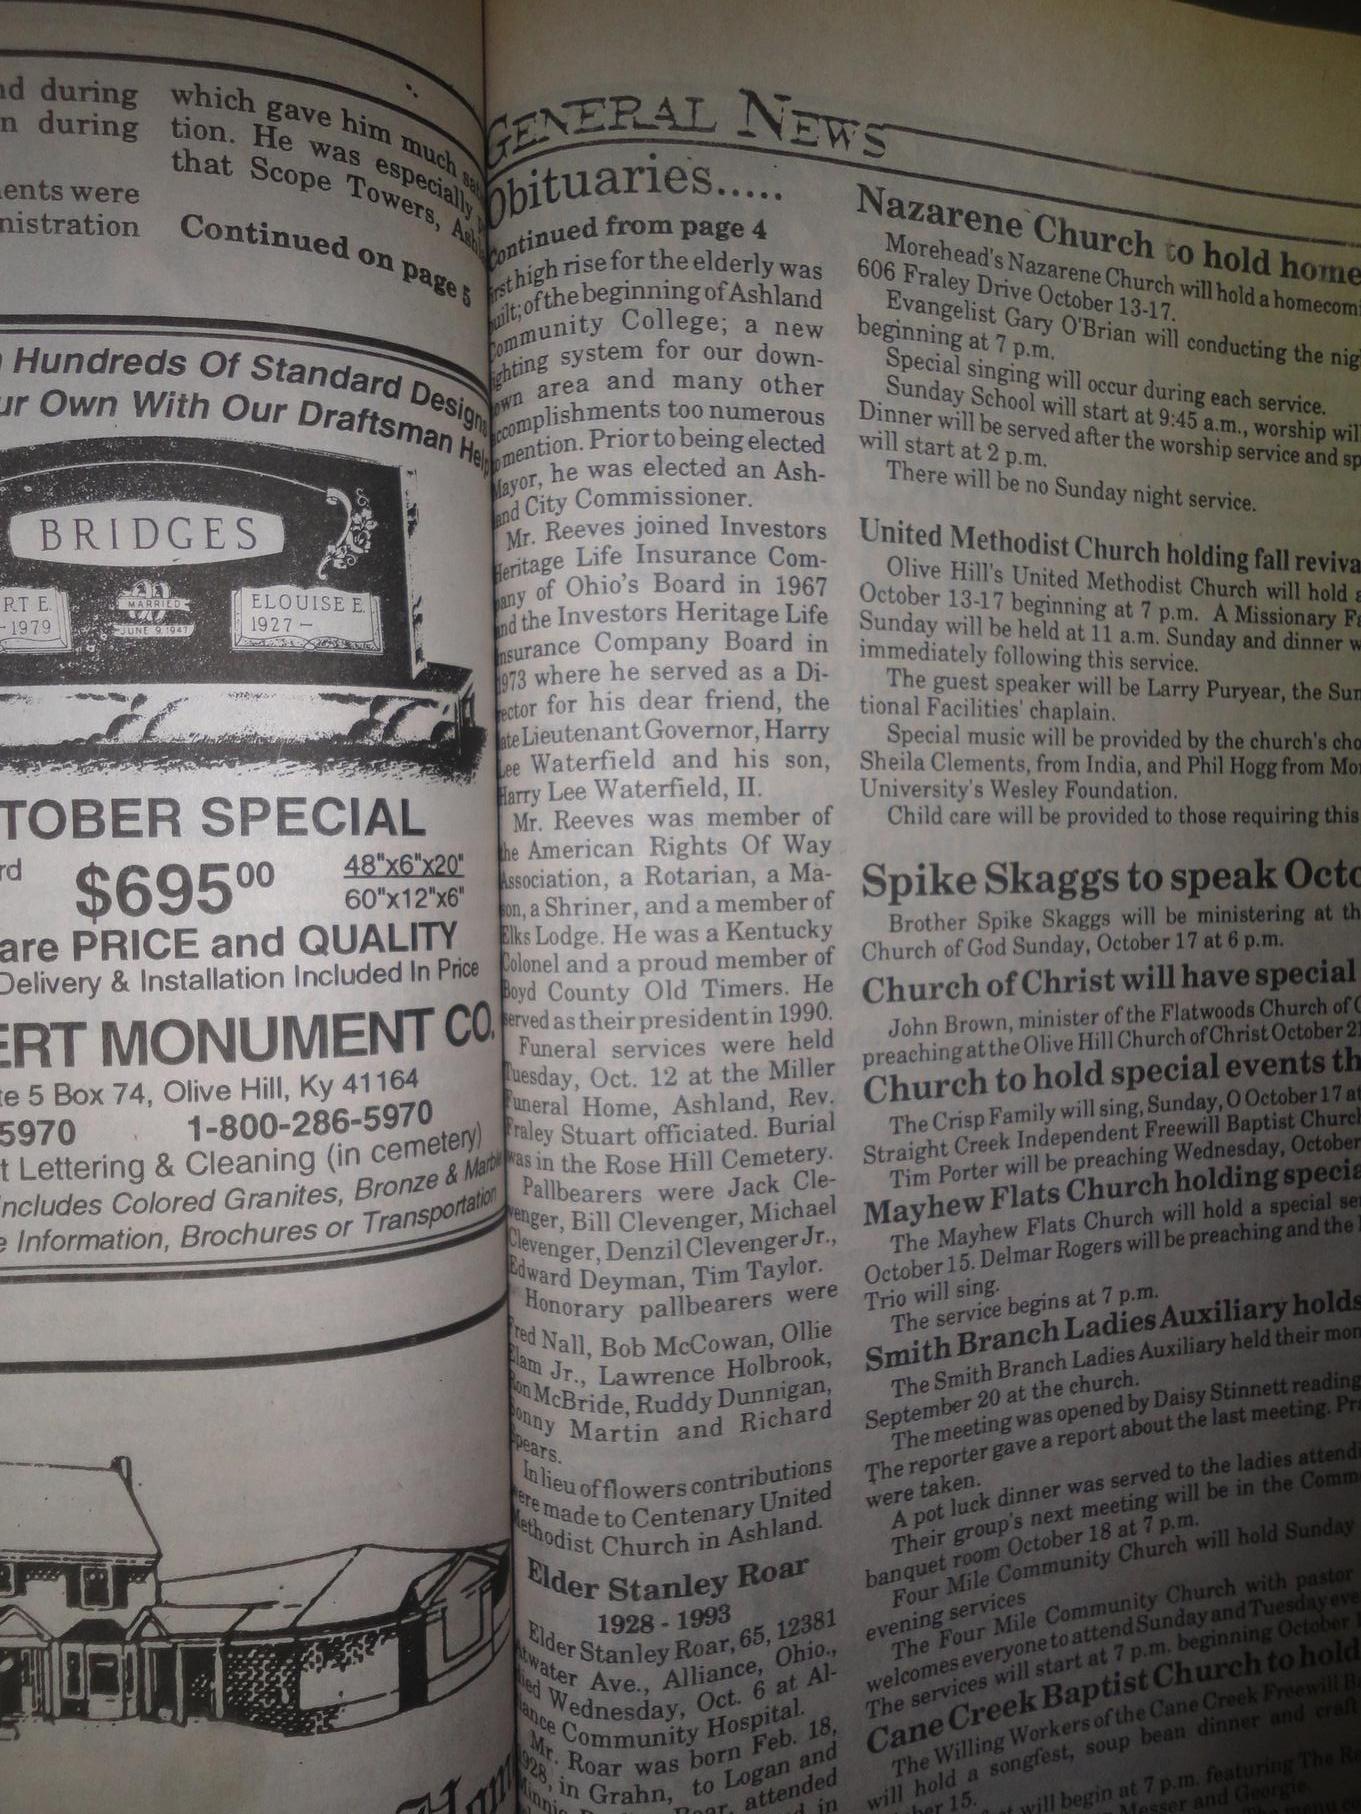 nd during
n during
ents were
nistration
which gave him much
tion. He was especially
that Scope Towers,
Continued on page 5
Hundreds Of Standard Designs
ur Own With Our Draftsman Help
BRIDGES
RT E.
-1979
MARRIED
JUNE 9, 1947
ELOUISE E.
1927 –
TOBER SPECIAL
rd
$695⁰⁰
48"x6"x20"
60"x12"x6"
are PRICE and QUALITY
Delivery & Installation Included In Price
ERT MONUMENT CO.
te 5 Box 74, Olive Hill, Ky 41164
5970 1-800-286-5970
t Lettering & Cleaning (in cemetery)
Includes Colored Granites, Bronze & Marble
e Information, Brochures or Transportation
GENERAL NEWS
Obituaries.....
Continued from page 4
first high rise for the elderly was
built; of the beginning of Ashland
Community College; a new
ighting system for our down-
own area and many other
accomplishments too numerous
to mention. Prior to being elected
Mayor, he was elected an Ash-
and City Commissioner.
Mr. Reeves joined Investors
Heritage Life Insurance Com-
pany of Ohio's Board in 1967
and the Investors Heritage Life
Insurance Company Board in
1973 where he served as a Di-
ector for his dear friend, the
ate Lieutenant Governor, Harry
Lee Waterfield and his son,
Harry Lee Waterfield, II.
Mr. Reeves was member of
the American Rights Of Way
Association, a Rotarian, a Ma-
son, a Shriner, and a member of
Elks Lodge. He was a Kentucky
Colonel and a proud member of
Boyd County Old Timers. He
served as their president in 1990.
Funeral services were held
Tuesday, Oct. 12 at the Miller
Funeral Home, Ashland, Rev.
Fraley Stuart officiated. Burial
was in the Rose Hill Cemetery.
Pallbearers were Jack Cle-
venger, Bill Clevenger, Michael
Clevenger, Denzil Clevenger Jr.,
Edward Deyman, Tim Taylor.
Honorary pallbearers were
Fred Nall, Bob McCowan, Ollie
Elam Jr., Lawrence Holbrook,
Ron McBride, Ruddy Dunnigan,
Sonny Martin and Richard
Spears.
In lieu of flowers contributions
were made to Centenary United
Methodist Church in Ashland.
Elder Stanley Roar
1928 - 1993
Elder Stanley Roar, 65, 12381
Atwater Ave., Alliance, Ohio.,
died Wednesday, Oct. 6 at Al-
liance Community Hospital.
Mr. Roar was born Feb. 18,
1928, in Grahn, to Logan and
Minnie Roar, attended
in
Nazarene Church to hold home
Morehead's Nazarene Church will hold a homecomi
606 Fraley Drive October 13-17.
Evangelist Gary O'Brian will conducting the nig
beginning at 7 p.m.
Special singing will occur during each service.
Sunday School will start at 9:45 a.m., worship wil
Dinner will be served after the worship service and sp
will start at 2 p.m.
There will be no Sunday night service.
United Methodist Church holding fall reviva
Olive Hill's United Methodist Church will hold a
October 13-17 beginning at 7 p.m. A Missionary Fa
Sunday will be held at 11 a.m. Sunday and dinner w
immediately following this service.
The guest speaker will be Larry Puryear, the Sun
tional Facilities' chaplain.
Special music will be provided by the church's cho
Sheila Clements, from India, and Phil Hogg from Mor
University's Wesley Foundation.
Child care will be provided to those requiring this
Spike Skaggs to speak Octo
Brother Spike Skaggs will be ministering at th
Church of God Sunday, October 17 at 6 p.m.
Church of Christ will have special
John Brown, minister of the Flatwoods Church of C
preaching at the Olive Hill Church of Christ October 21
Church to hold special events th
The Crisp Family will sing, Sunday, O October 17 at
Straight Creek Independent Freewill Baptist Church
Tim Porter will be preaching Wednesday, October
Mayhew Flats Church holding specia
The Mayhew Flats Church will hold a special se
October 15. Delmar Rogers will be preaching and the
Trio will sing.
The service begins at 7 p.m.
Smith Branch Ladies Auxiliary holds
The Smith Branch Ladies Auxiliary held their mon
September 20 at the church.
The meeting was opened by Daisy Stinnett reading
The reporter gave a report about the last meeting. Pra
were taken.
A pot luck dinner was served to the ladies attendi
Their group's next meeting will be in the Comm
banquet room October 18 at 7 p.m.
Four Mile Community Church will hold Sunday
evening services
The Four Mile Community Church with pastor
welcomes everyone to attend Sunday and Tuesday eve
The services will start at 7 p.m. beginning October
Cane Creek Baptist Church to hold
The Willing Workers of the Cane Creek Freewill B
will hold a songfest, soup bean dinner and craft
ber 15.
will begin at 7 p.m. featuring The R
Messer and Georgie.